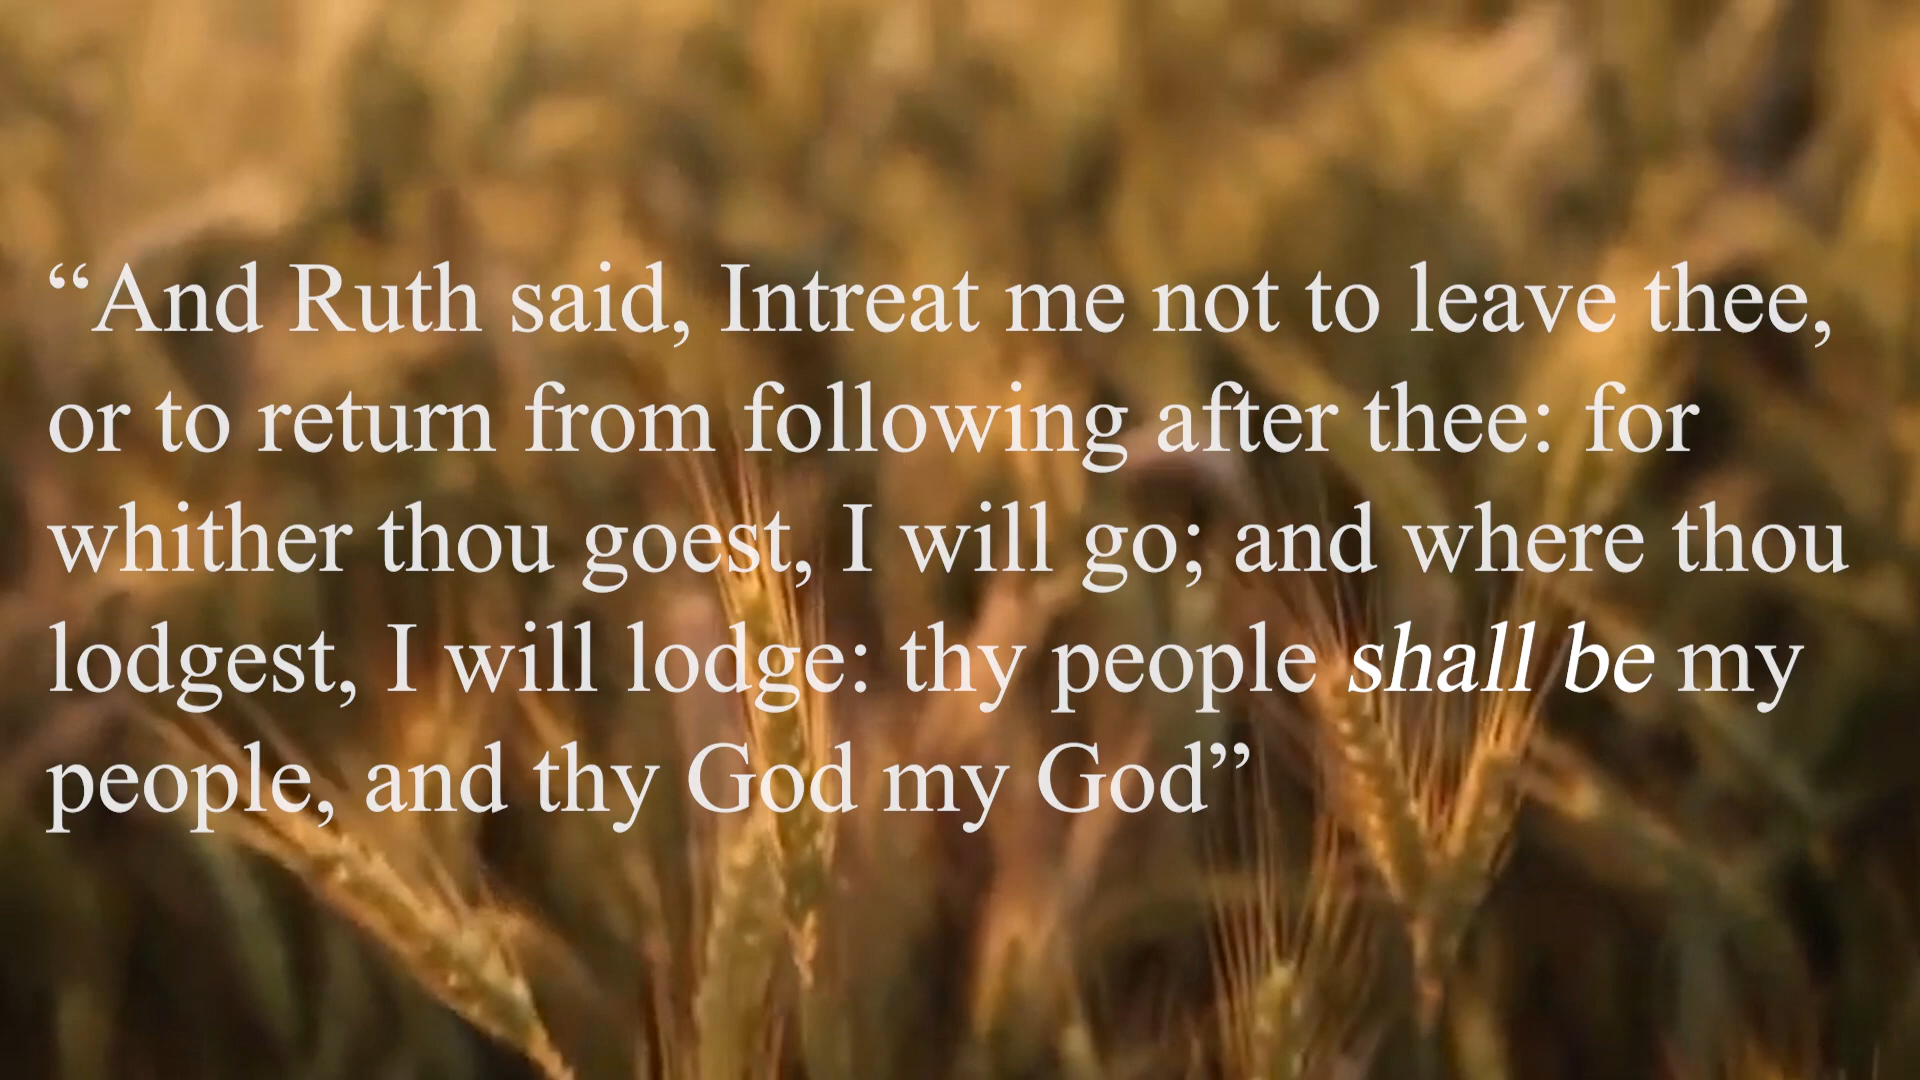 “And Ruth said, Intreat me not to leave thee,
or to return from following after thee: for
whither thou goest, I will go; and where thou
lodgest, I will lodge: thy people shall be my
people, and thy God my God”